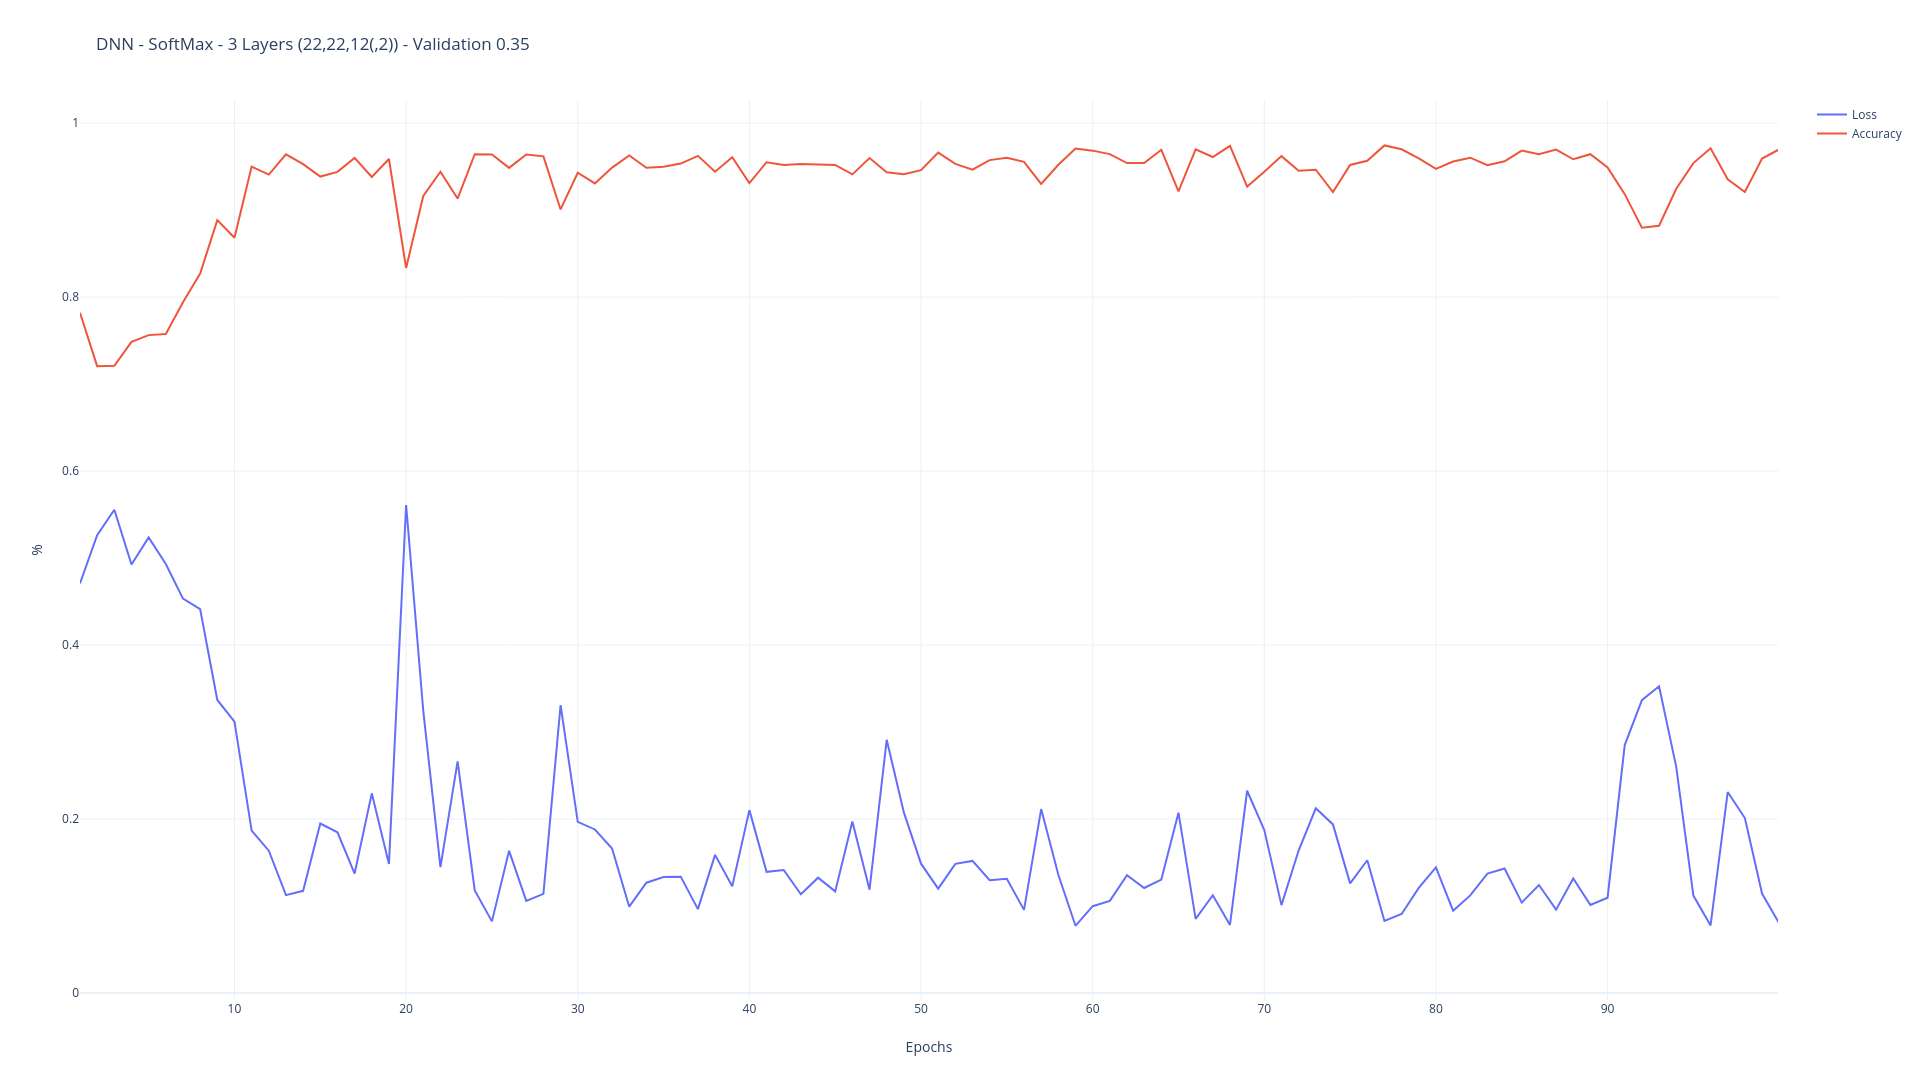 DNN - SoftMax - 3 Layers (22,22,12(,2)) - Validation 0.35
Loss
Accuracy
1
0.8
0.6
0.4
0.2
0
%
10 20 30 40 50 60 70 80 90
Epochs